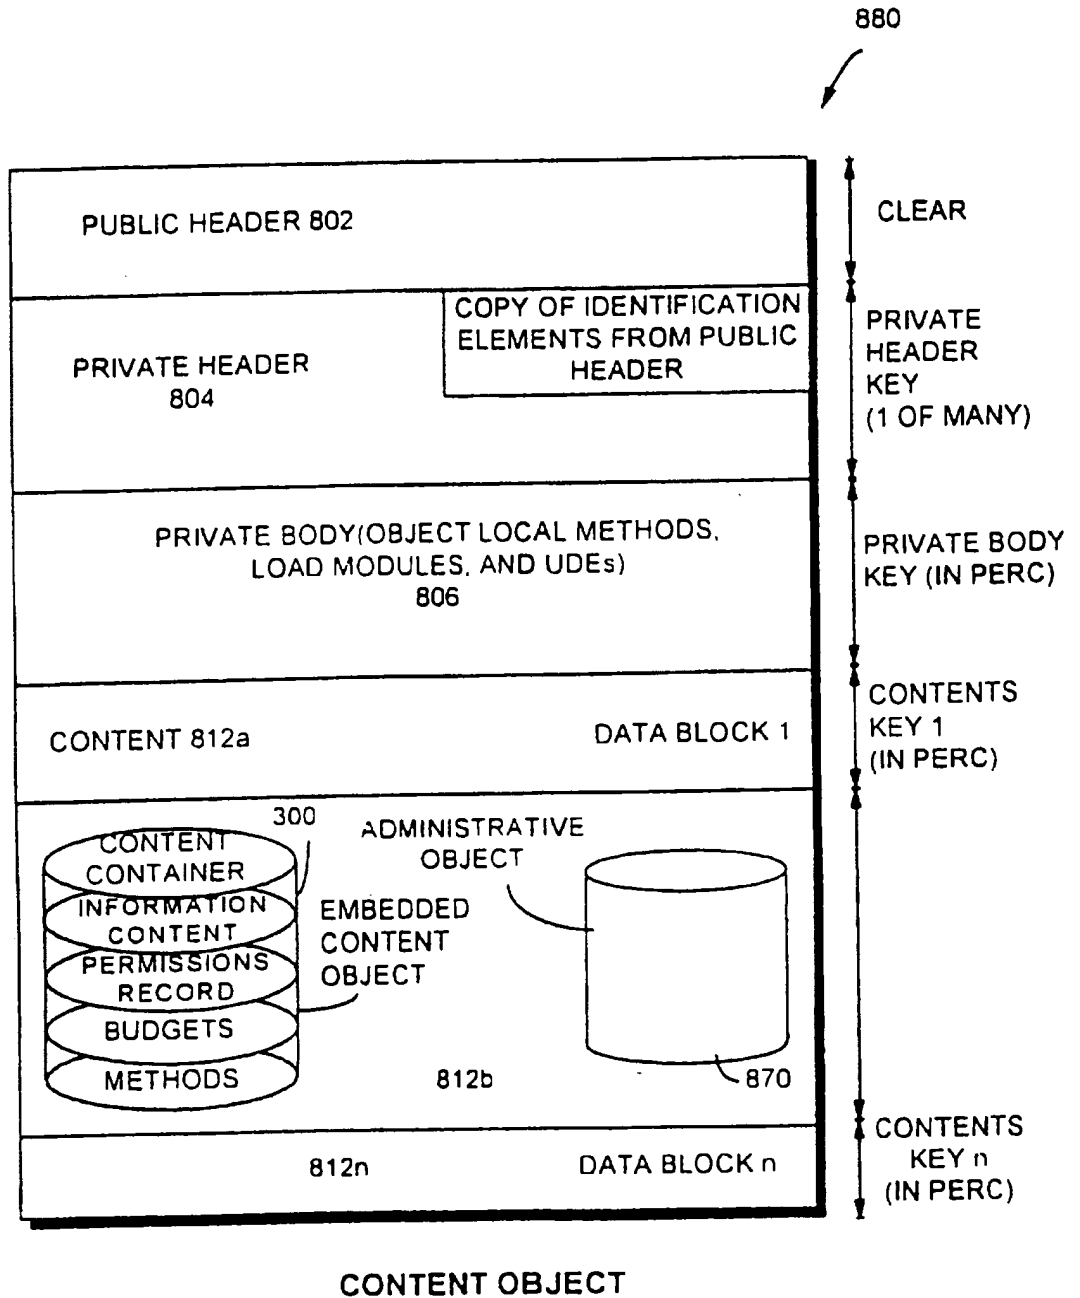 880
PUBLIC HEADER 802
CLEAR
COPY OF IDENTIFICATION
ELEMENTS FROM PUBLIC
HEADER
PRIVATE HEADER
804
PRIVATE
HEADER
KEY
(1 OF MANY)
PRIVATE BODY(OBJECT LOCAL METHODS,
LOAD MODULES, AND UDEs)
806
PRIVATE BODY
KEY (IN PERC)
CONTENT 812a
DATA BLOCK 1
CONTENTS
KEY 1
(IN PERC)
300
CONTENT
CONTAINER
INFORMATION
CONTENT
PERMISSIONS
RECORD
BUDGETS
METHODS
EMBEDDED
CONTENT
OBJECT
ADMINISTRATIVE
OBJECT
812b
870
812n
DATA BLOCK n
CONTENTS
KEY n
(IN PERC)
CONTENT OBJECT